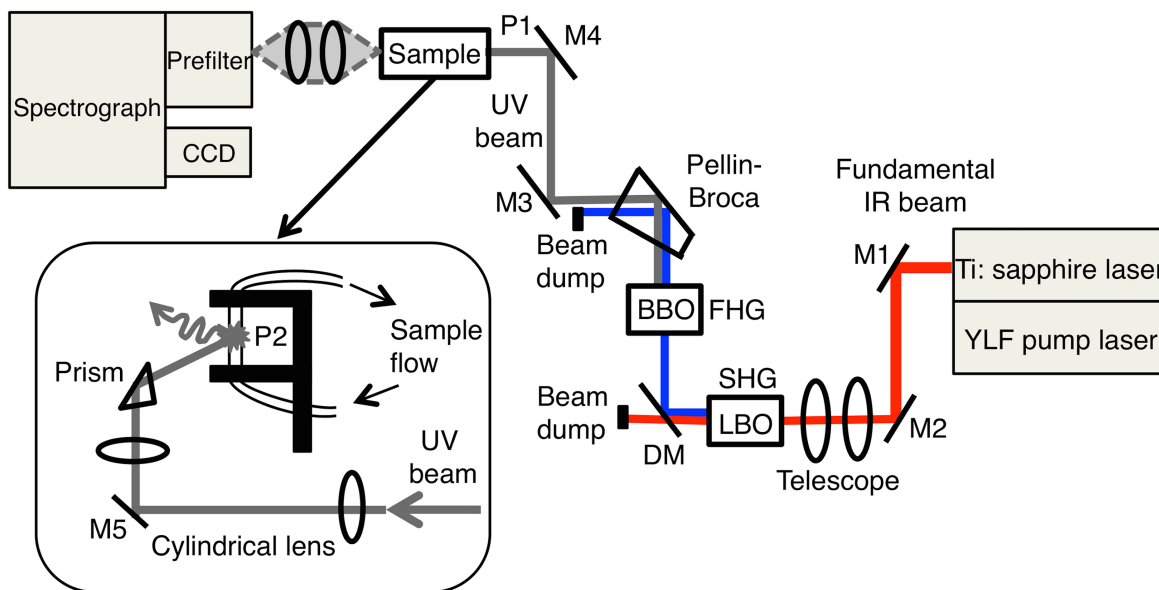 Spectrograph
Prefilter
CCD
Sample
P1
M4
UV
beam
M3
Pellin-
Broca
Beam
dump
BBO
FHG
Fundamental
IR beam
M1
Ti: sapphire laser
YLF pump laser
SHG
LBO
Beam
dump
DM
Telescope
M2
P2
Sample
flow
Prism
UV
beam
M5
Cylindrical lens